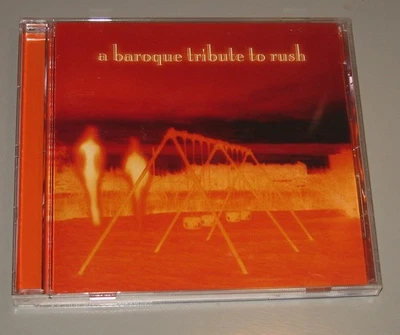 a baroque tribute to rush